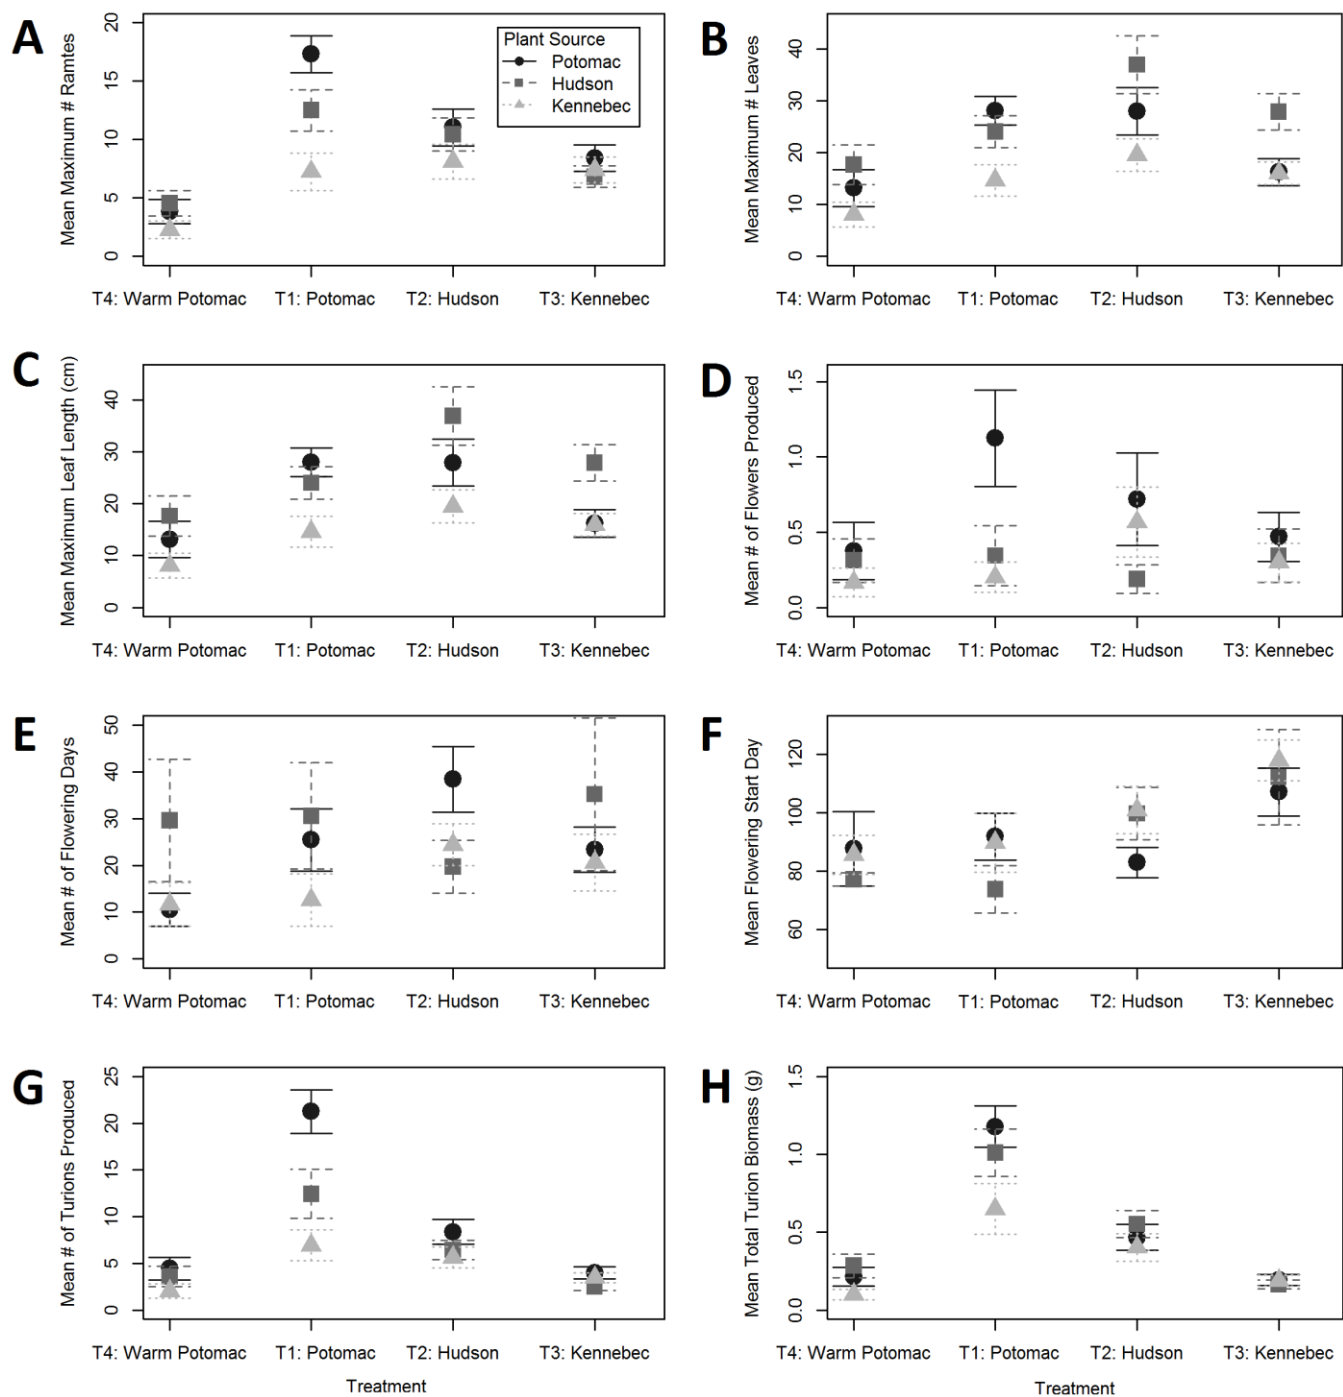 A
Mean Maximum # Ramtes
20
15
10
5
0
Plant Source
Potomac
Hudson
Kennebec
T4: Warm Potomac T1: Potomac T2: Hudson T3: Kennebec
B
Mean Maximum # Leaves
40
30
20
10
0
T4: Warm Potomac T1: Potomac T2: Hudson T3: Kennebec
C
Mean Maximum Leaf Length (cm)
40
30
20
10
0
T4: Warm Potomac T1: Potomac T2: Hudson T3: Kennebec
D
Mean # of Flowers Produced
1.5
1.0
0.5
0.0
T4: Warm Potomac T1: Potomac T2: Hudson T3: Kennebec
E
Mean # of Flowering Days
50
40
30
20
10
0
T4: Warm Potomac T1: Potomac T2: Hudson T3: Kennebec
F
Mean Flowering Start Day
120
100
80
60
T4: Warm Potomac T1: Potomac T2: Hudson T3: Kennebec
G
Mean # of Turions Produced
25
20
15
10
5
0
T4: Warm Potomac T1: Potomac T2: Hudson T3: Kennebec
Treatment
H
Mean Total Turion Biomass (g)
1.5
1.0
0.5
0.0
T4: Warm Potomac T1: Potomac T2: Hudson T3: Kennebec
Treatment